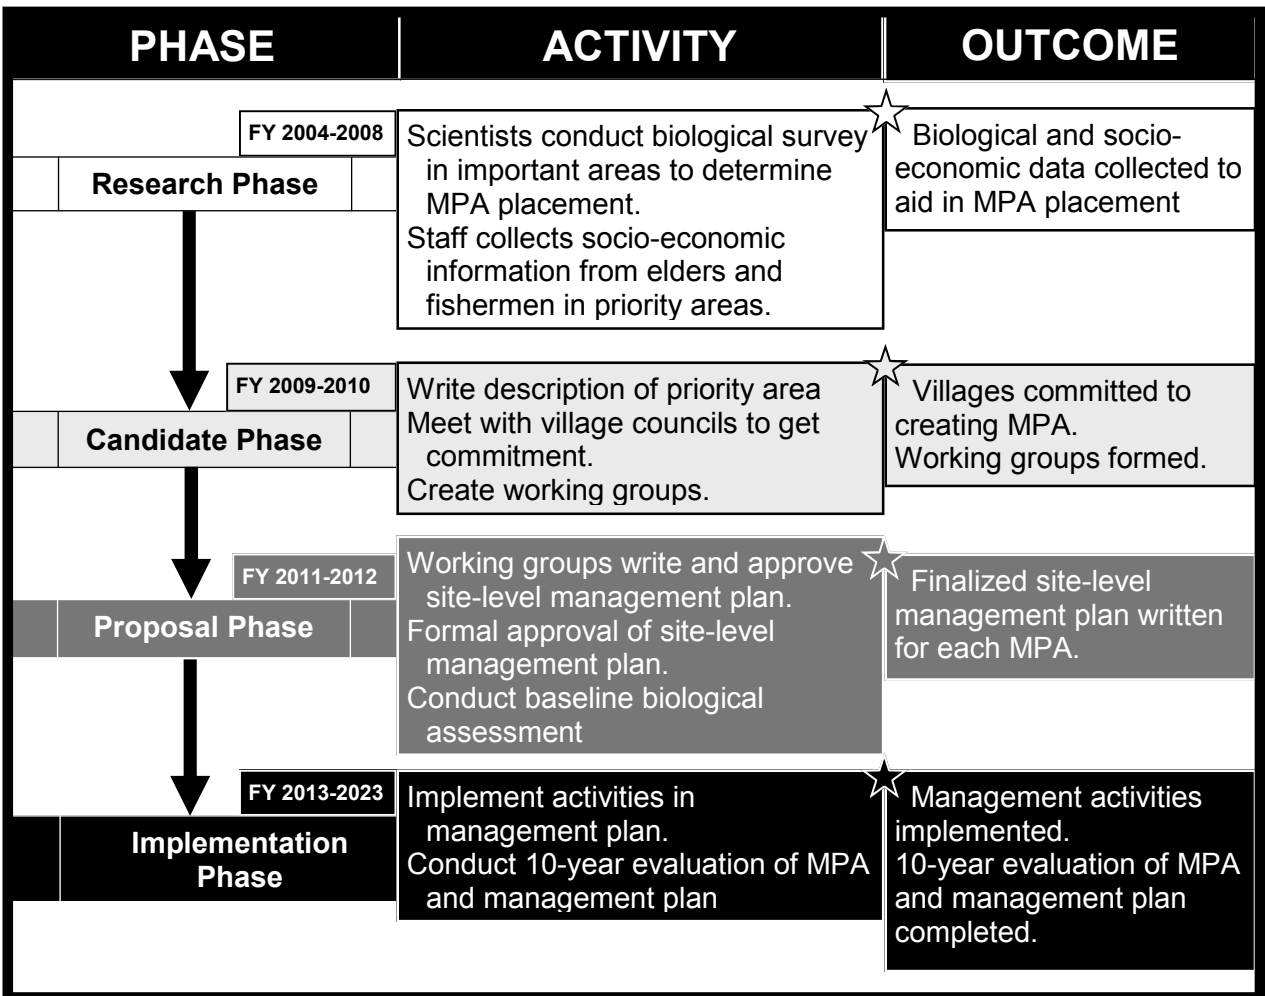 PHASE
ACTIVITY
OUTCOME
FY 2004-2008
Research Phase
Scientists conduct biological survey
in important areas to determine
MPA placement.
Staff collects socio-economic
information from elders and
fishermen in priority areas.
Biological and socio-
economic data collected to
aid in MPA placement
FY 2009-2010
Candidate Phase
Write description of priority area
Meet with village councils to get
commitment.
Create working groups.
Villages committed to
creating MPA.
Working groups formed.
FY 2011-2012
Proposal Phase
Working groups write and approve
site-level management plan.
Formal approval of site-level
management plan.
Conduct baseline biological
assessment
Finalized site-level
management plan written
for each MPA.
FY 2013-2023
Implementation
Phase
Implement activities in
management plan.
Conduct 10-year evaluation of MPA
and management plan
Management activities
implemented.
10-year evaluation of MPA
and management plan
completed.